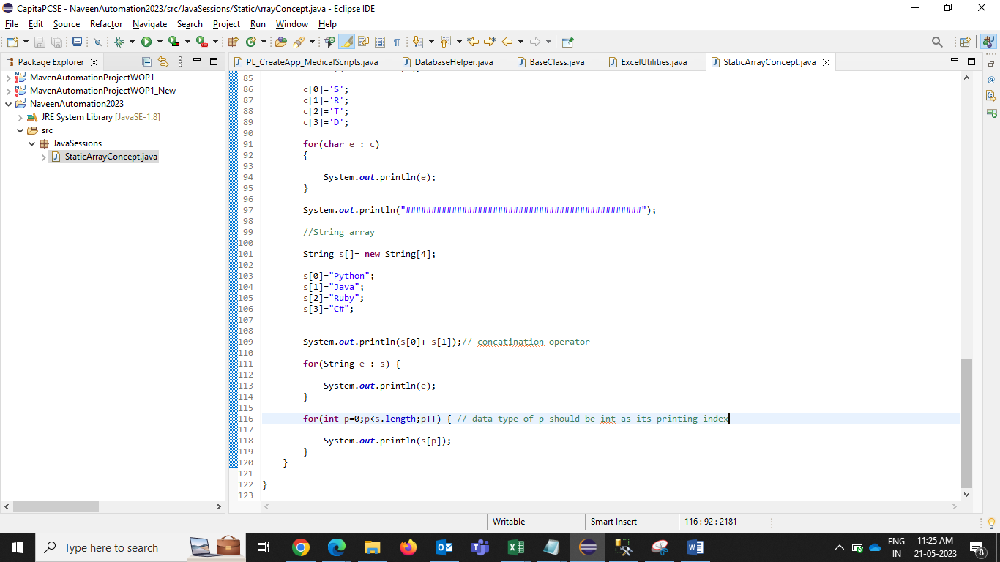 CapitaPCSE - NaveenAutomation2023/src/JavaSessions/StaticArrayConcept.java - Eclipse IDE
File Edit Source Refactor Navigate Search Project Run Window Help
Package Explorer
PL_CreateApp_MedicalScripts.java DatabaseHelper.java BaseClass.java ExcelUtilities.java StaticArrayConcept.java
MavenAutomationProjectWOP1
MavenAutomationProjectWOP1_New
NaveenAutomation2023
JRE System Library [JavaSE-1.8]
src
JavaSessions
StaticArrayConcept.java
85
86 c[0]='S';
87 c[1]='R';
88 c[2]='T';
89 c[3]='D';
90
91 for(char e : c)
92 {
93
94 System.out.println(e);
95 }
96
97 System.out.println("##############################################");
98
99 //String array
100
101 String s[]= new String[4];
102
103 s[0]="Python";
104 s[1]="Java";
105 s[2]="Ruby";
106 s[3]="C#";
107
108
109 System.out.println(s[0]+ s[1]);// concatination operator
110
111 for(String e : s) {
112
113 System.out.println(e);
114 }
115
116 for(int p=0;p<s.length;p++) { // data type of p should be int as its printing index
117
118 System.out.println(s[p]);
119 }
120 }
121
122 }
123
Writable Smart Insert 116 : 92 : 2181
Type here to search
ENG
IN
11:25 AM
21-05-2023
8